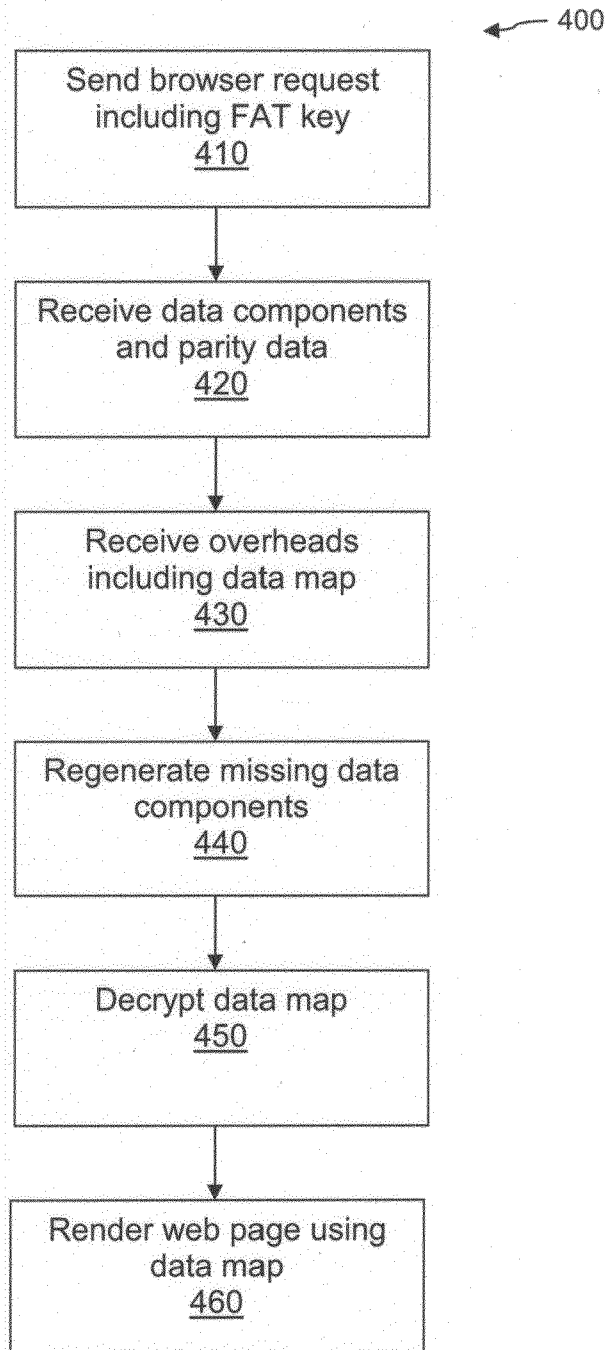 400
Send browser request
including FAT key
410
Receive data components
and parity data
420
Receive overheads
including data map
430
Regenerate missing data
components
440
Decrypt data map
450
Render web page using
data map
460